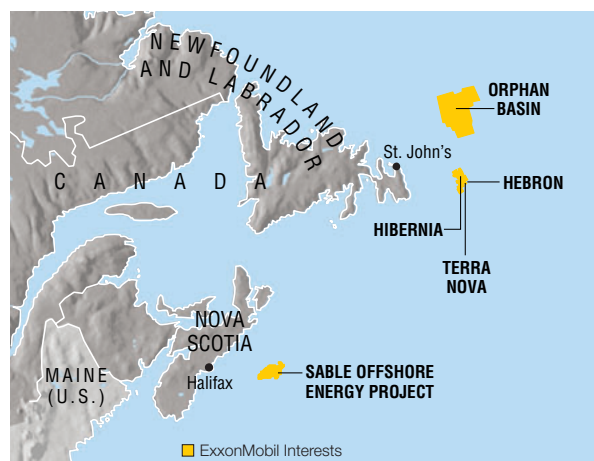 NEWFOUNDLAND
AND LABRADOR
ORPHAN
BASIN
St. John's
CANADA
HEBRON
HIBERNIA
TERRA
NOVA
NOVA
SCOTIA
SABLE OFFSHORE
ENERGY PROJECT
MAINE
(U.S.)
Halifax
ExxonMobil Interests